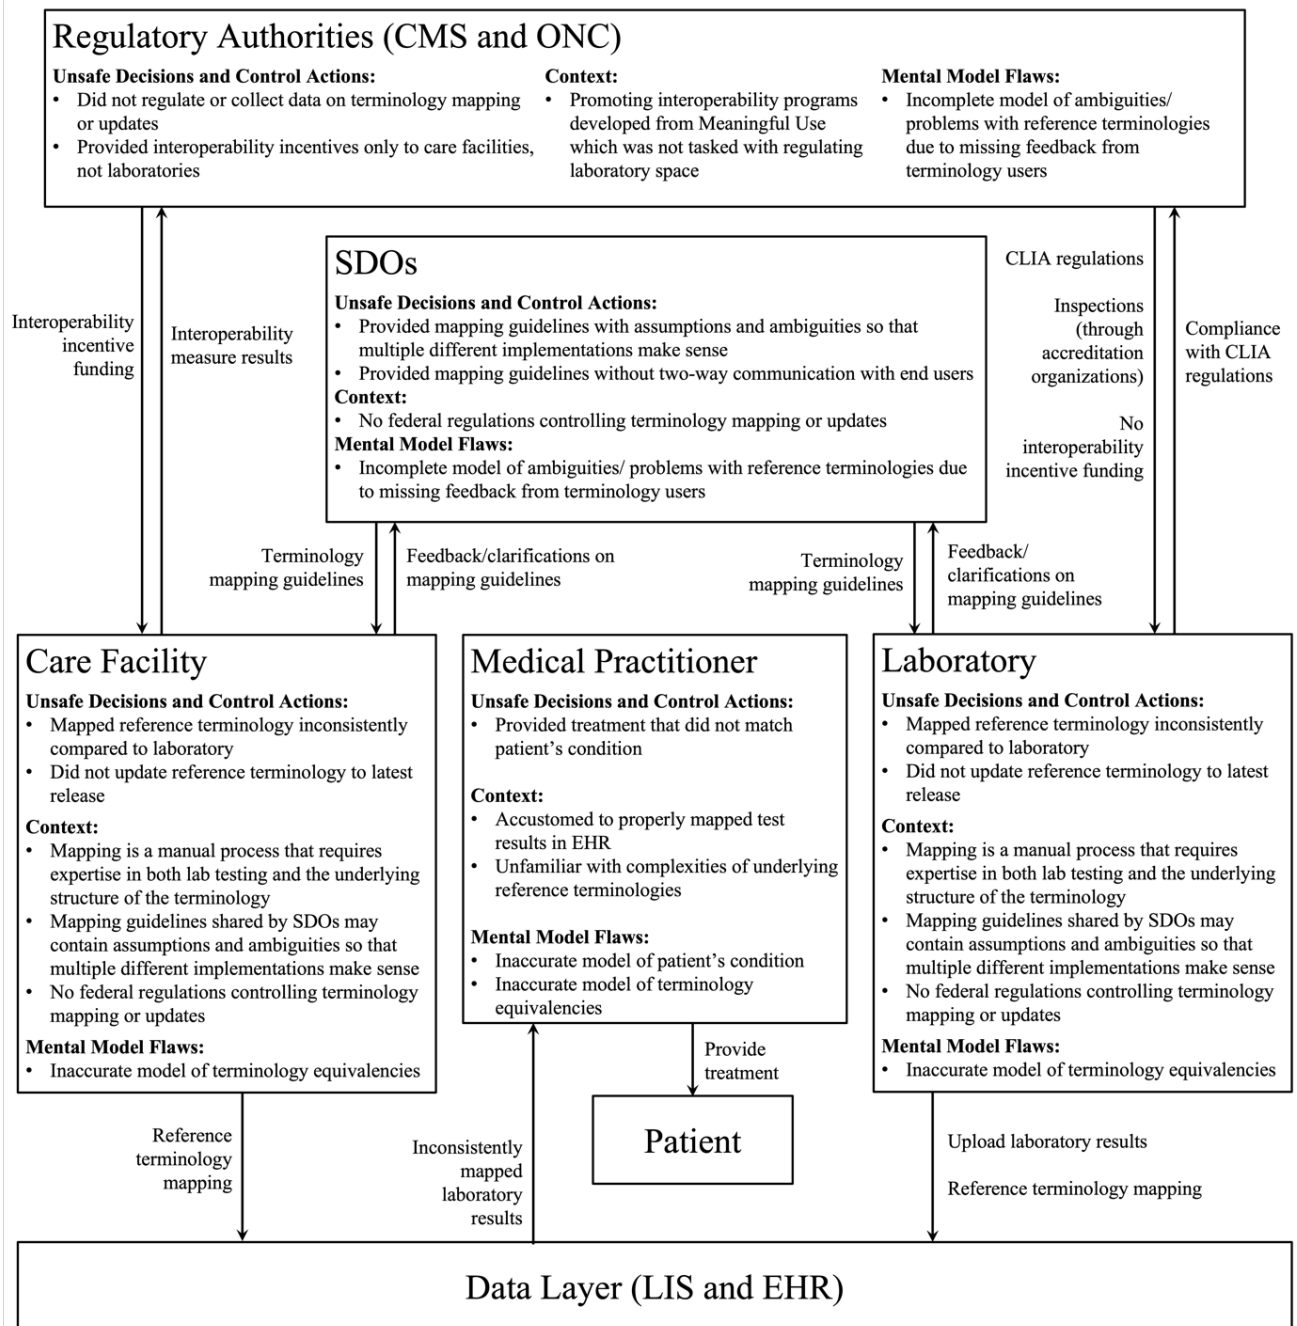 Regulatory Authorities (CMS and ONC)
Unsafe Decisions and Control Actions:
• Did not regulate or collect data on terminology mapping
or updates
• Provided interoperability incentives only to care facilities,
not laboratories
Context:
• Promoting interoperability programs
developed from Meaningful Use
which was not tasked with regulating
laboratory space
Mental Model Flaws:
• Incomplete model of ambiguities/
problems with reference terminologies
due to missing feedback from
terminology users
Interoperability
incentive
funding
Interoperability
measure results
SDOs
Unsafe Decisions and Control Actions:
• Provided mapping guidelines with assumptions and ambiguities so that
multiple different implementations make sense
• Provided mapping guidelines without two-way communication with end users
Context:
• No federal regulations controlling terminology mapping or updates
Mental Model Flaws:
• Incomplete model of ambiguities/ problems with reference terminologies due
to missing feedback from terminology users
CLIA regulations
Inspections
(through
accreditation
organizations)
No
interoperability
incentive funding
Compliance
with CLIA
regulations
Terminology
mapping guidelines
Feedback/clarifications on
mapping guidelines
Terminology
mapping guidelines
Feedback/
clarifications on
mapping guidelines
Care Facility
Unsafe Decisions and Control Actions:
• Mapped reference terminology inconsistently
compared to laboratory
• Did not update reference terminology to latest
release
Context:
• Mapping is a manual process that requires
expertise in both lab testing and the underlying
structure of the terminology
• Mapping guidelines shared by SDOs may
contain assumptions and ambiguities so that
multiple different implementations make sense
• No federal regulations controlling terminology
mapping or updates
Mental Model Flaws:
• Inaccurate model of terminology equivalencies
Medical Practitioner
Unsafe Decisions and Control Actions:
• Provided treatment that did not match
patient’s condition
Context:
• Accustomed to properly mapped test
results in EHR
• Unfamiliar with complexities of underlying
reference terminologies
Mental Model Flaws:
• Inaccurate model of patient’s condition
• Inaccurate model of terminology
equivalencies
Laboratory
Unsafe Decisions and Control Actions:
• Mapped reference terminology inconsistently
compared to laboratory
• Did not update reference terminology to latest
release
Context:
• Mapping is a manual process that requires
expertise in both lab testing and the underlying
structure of the terminology
• Mapping guidelines shared by SDOs may
contain assumptions and ambiguities so that
multiple different implementations make sense
• No federal regulations controlling terminology
mapping or updates
Mental Model Flaws:
• Inaccurate model of terminology equivalencies
Reference
terminology
mapping
Inconsistently
mapped
laboratory
results
Provide
treatment
Patient
Upload laboratory results
Reference terminology mapping
Data Layer (LIS and EHR)